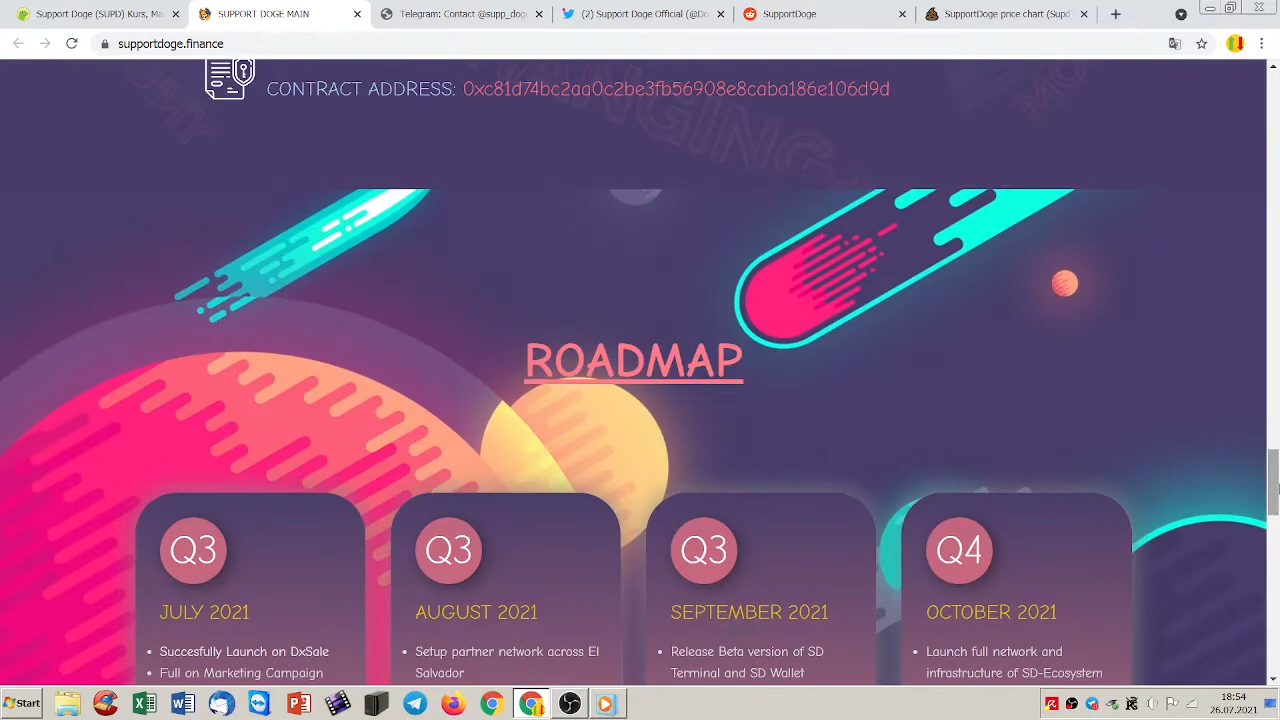 Support Doge (SUPD) Kurs, Me
SUPPORT DOGE MAIN
Telegram: Contact @supp_dog
(2) Support Doge Official (@Do
SupportDogs
SupportDoge price chart (Supd
supportdoge.finance
CONTRACT ADDRESS: 0xc81d74bc2aa0c2be3fb56908e8caba186e106d9d
ROADMAP
Q3
JULY 2021
Succesfully Launch on DxSale
Full on Marketing Campaign
Q3
AUGUST 2021
Setup partner network across El
Salvador
Q3
SEPTEMBER 2021
Release Beta version of SD
Terminal and SD Wallet
Q4
OCTOBER 2021
Launch full network and
infrastructure of SD-Ecosystem
Start
18:54
26.07.2021